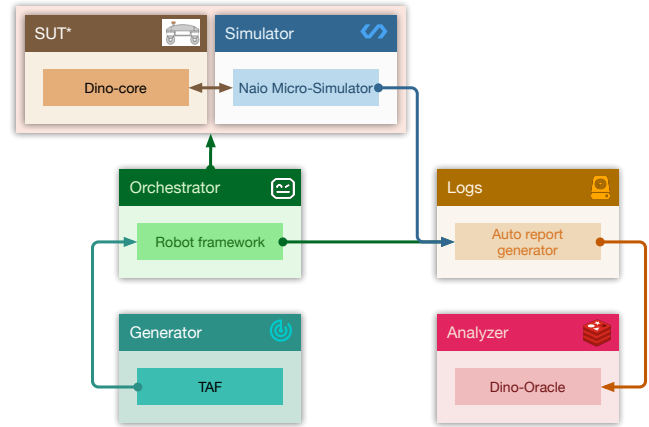 SUT*
Simulator
Dino-core
Naio Micro-Simulator
Orchestrator
Logs
Robot framework
Auto report
generator
Generator
Analyzer
TAF
Dino-Oracle